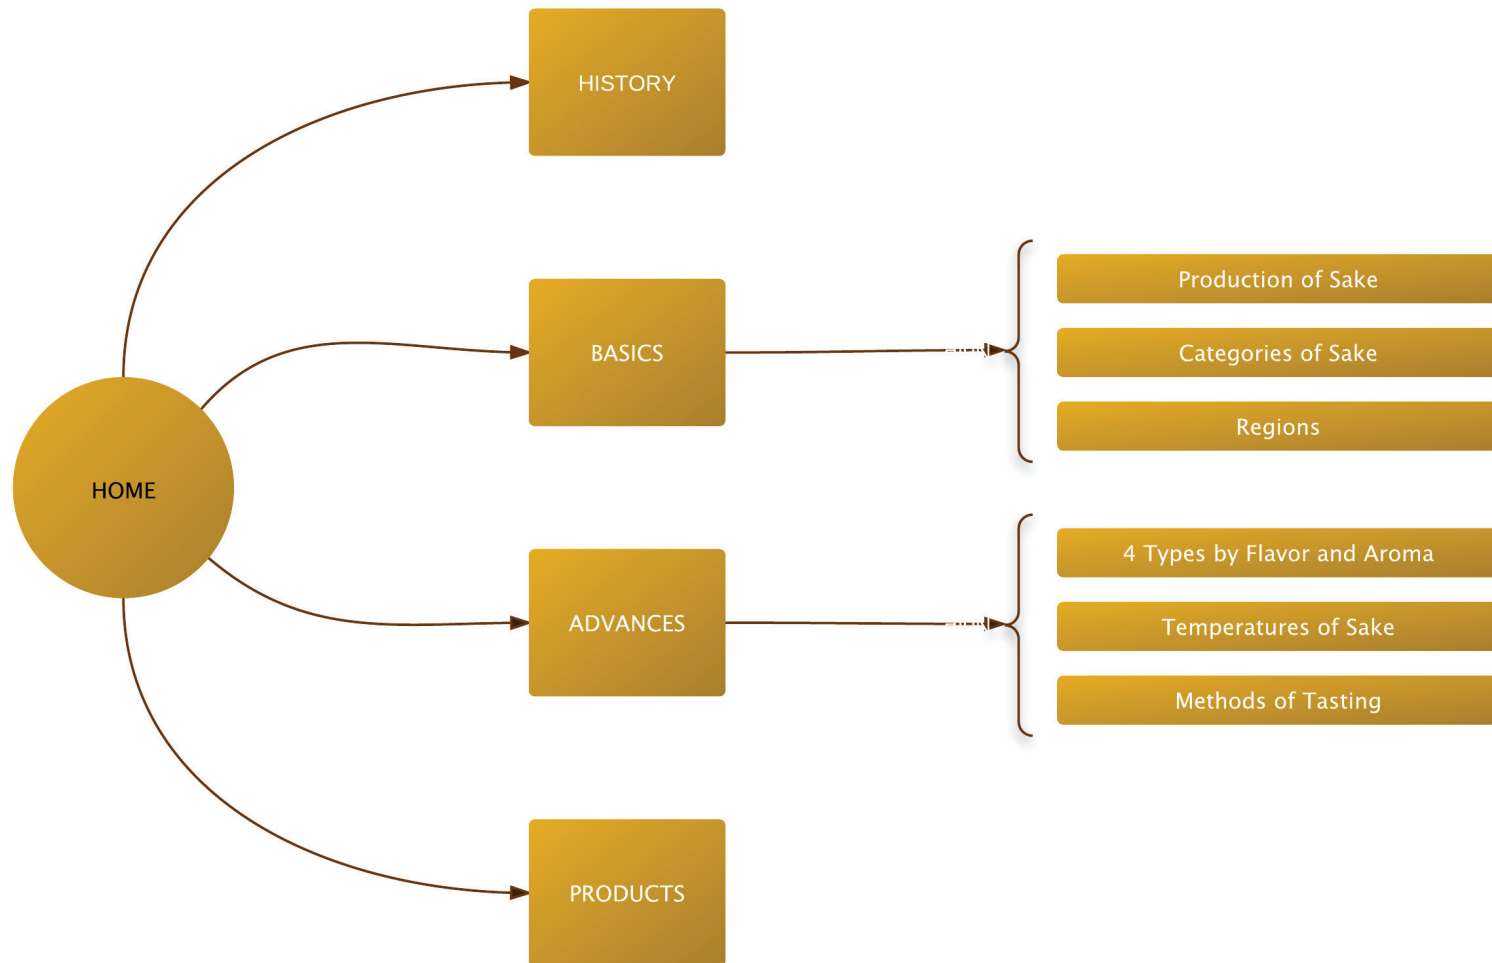 HISTORY
HOME
BASICS
Production of Sake
Categories of Sake
Regions
ADVANCES
4 Types by Flavor and Aroma
Temperatures of Sake
Methods of Tasting
PRODUCTS